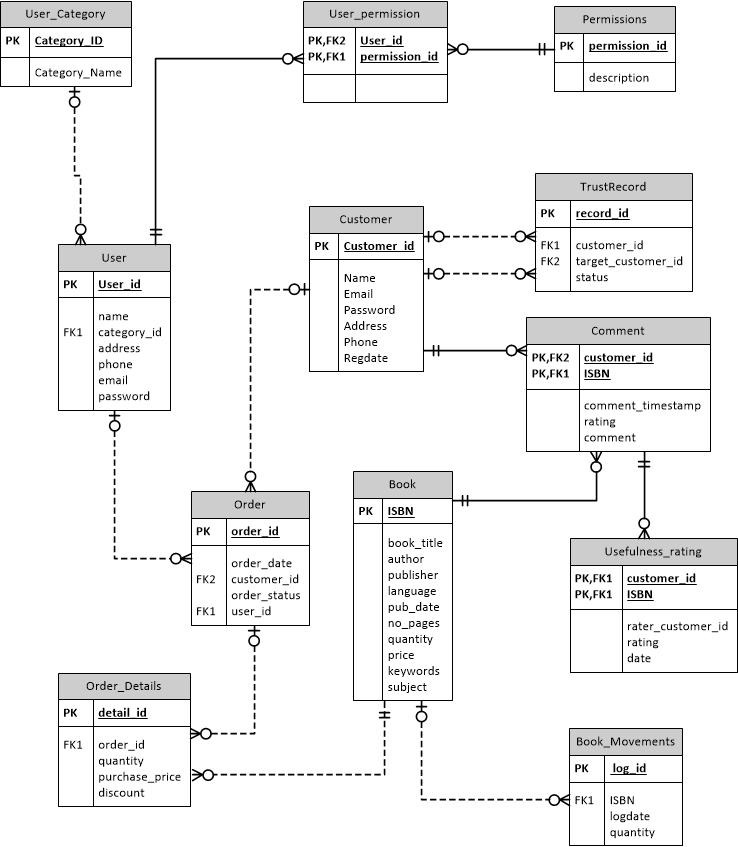 User_Category
PK Category_ID
Category_Name
User_permission
PK,FK2 User_id
PK,FK1 permission_id
Permissions
PK permission_id
description
TrustRecord
PK record_id
FK1 customer_id
FK2 target_customer_id
status
Customer
PK Customer_id
Name
Email
Password
Address
Phone
Regdate
User
PK User_id
name
FK1 category_id
address
phone
email
password
Comment
PK,FK2 customer_id
PK,FK1 ISBN
comment_timestamp
rating
comment
Book
PK ISBN
book_title
author
publisher
language
pub_date
no_pages
quantity
price
keywords
subject
Order
PK order_id
order_date
FK2 customer_id
order_status
FK1 user_id
Usefulness_rating
PK,FK1 customer_id
PK,FK1 ISBN
rater_customer_id
rating
date
Order_Details
PK detail_id
FK1 order_id
quantity
purchase_price
discount
Book_Movements
PK log_id
FK1 ISBN
logdate
quantity